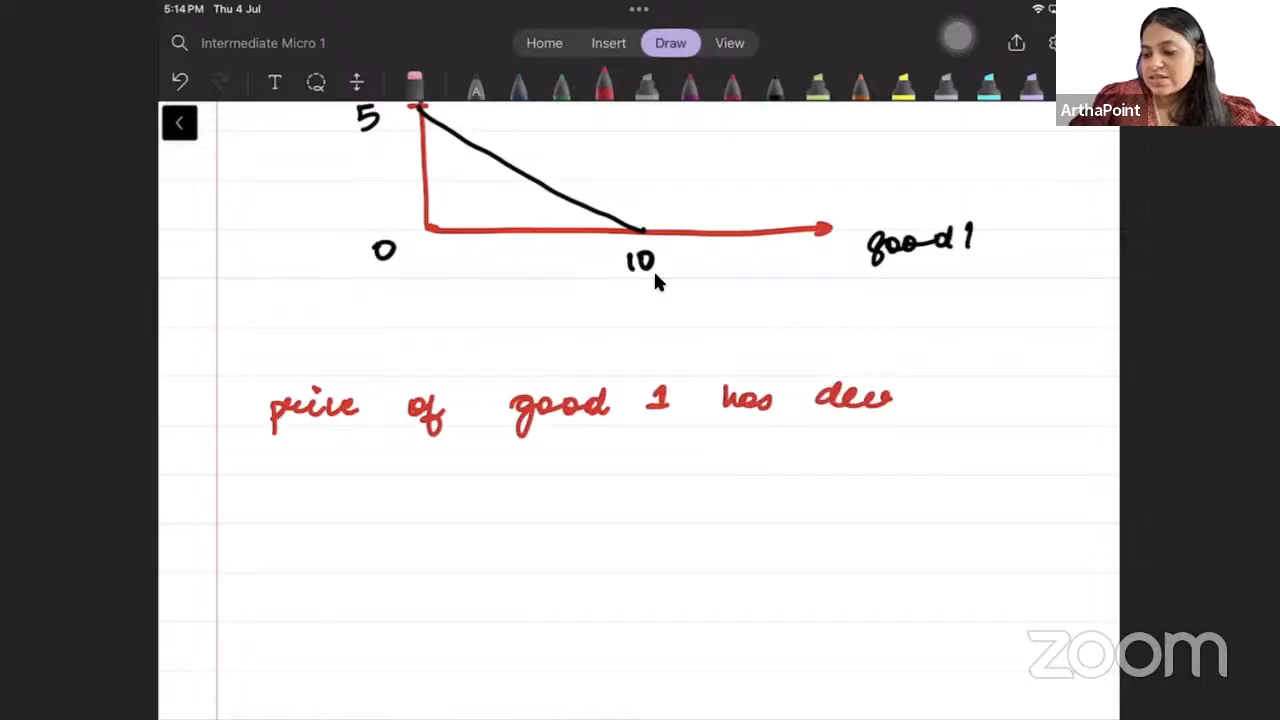 5:14 PM Thu 4 Jul
Intermediate Micro 1
Home Insert Draw View
ArthaPoint
A
5
0
10
good 1
price of good 1 has dec
zoom